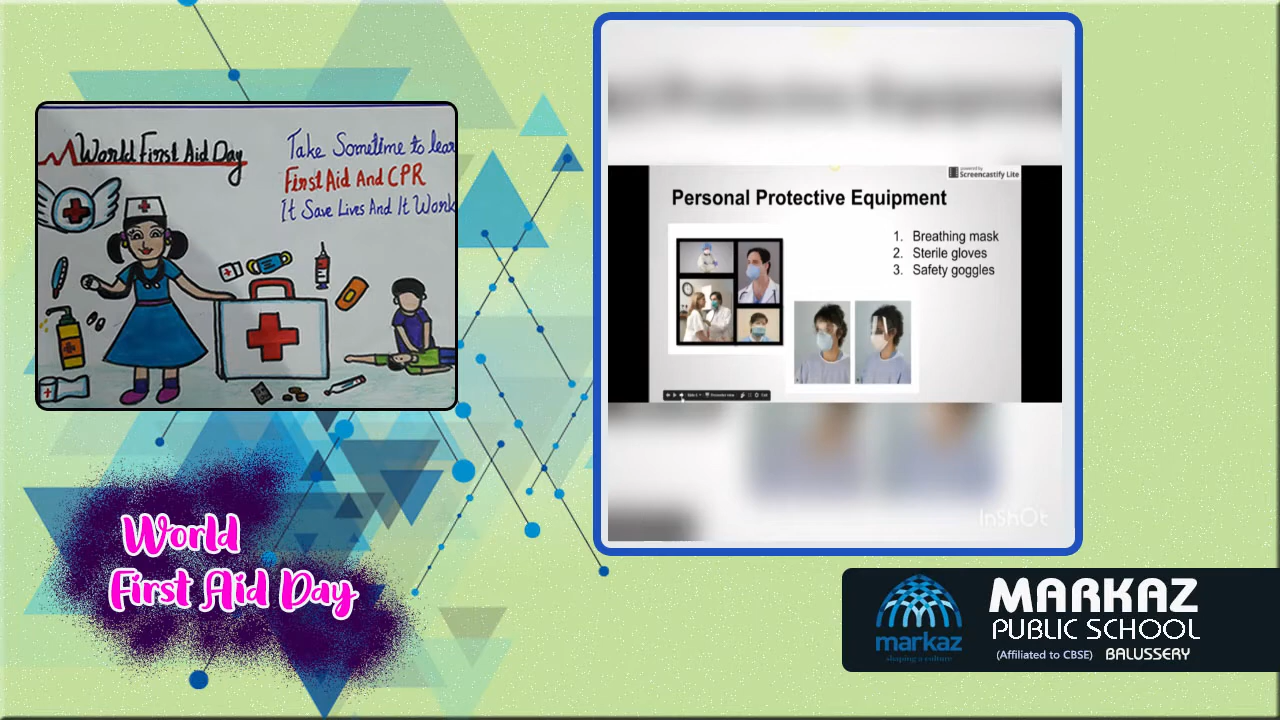 World First Aid Day
Take Sometime to lear
First Aid And CPR
It Save Lives And It Work
World
First Aid Day
powered by
Screencastify Lite
Personal Protective Equipment
1. Breathing mask
2. Sterile gloves
3. Safety goggles
InShOt
markaz
shaping a culture
MARKAZ
PUBLIC SCHOOL
(Affiliated to CBSE) BALUSSERY